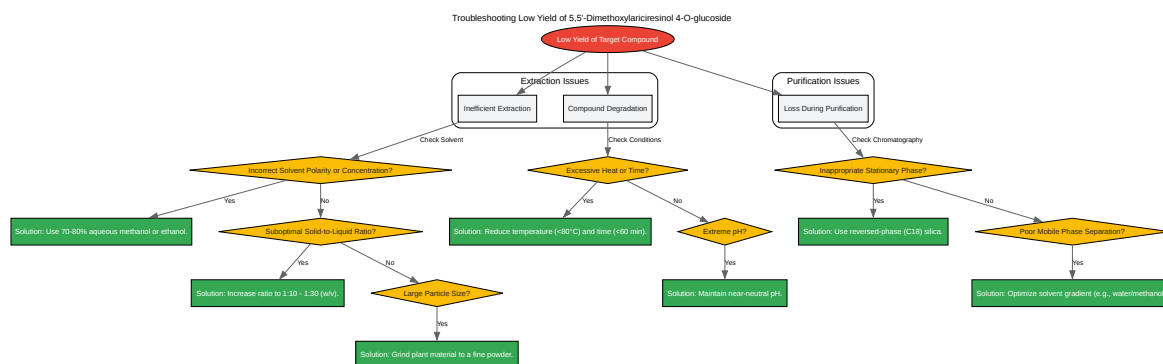 Troubleshooting Low Yield of 5,5'-Dimethoxylariciresinol 4-O-glucoside
Low Yield of Target Compound
Extraction Issues
Purification Issues
Inefficient Extraction
Compound Degradation
Loss During Purification
Check Solvent
Check Conditions
Check Chromatography
Incorrect Solvent Polarity or Concentration?
Excessive Heat or Time?
Inappropriate Stationary Phase?
Yes
No
Yes
No
Yes
No
Solution: Use 70-80% aqueous methanol or ethanol.
Suboptimal Solid-to-Liquid Ratio?
Solution: Reduce temperature (<80°C) and time (<60 min).
Extreme pH?
Solution: Use reversed-phase (C18) silica.
Poor Mobile Phase Separation?
Yes
No
Yes
Yes
Solution: Increase ratio to 1:10 - 1:30 (w/v).
Large Particle Size?
Solution: Maintain near-neutral pH.
Solution: Optimize solvent gradient (e.g., water/methanol
Yes
Solution: Grind plant material to a fine powder.